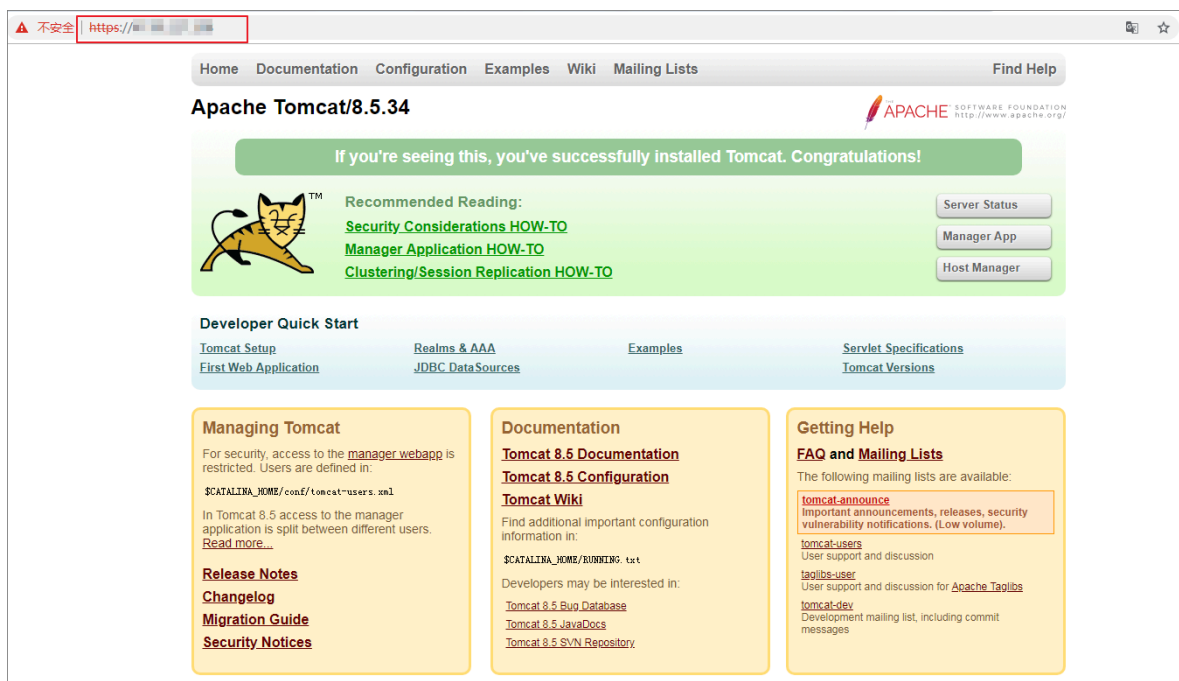 不安全 | https://
Home Documentation Configuration Examples Wiki Mailing Lists Find Help
Apache Tomcat/8.5.34
THE
APACHE SOFTWARE FOUNDATION
http://www.apache.org/
If you're seeing this, you've successfully installed Tomcat. Congratulations!
TM
Recommended Reading:
Security Considerations HOW-TO
Manager Application HOW-TO
Clustering/Session Replication HOW-TO
Server Status
Manager App
Host Manager
Developer Quick Start
Tomcat Setup
First Web Application
Realms & AAA
JDBC DataSources
Examples
Servlet Specifications
Tomcat Versions
Managing Tomcat
For security, access to the manager webapp is
restricted. Users are defined in:
$CATALINA_HOME/conf/tomcat-users.xml
In Tomcat 8.5 access to the manager
application is split between different users.
Read more...
Release Notes
Changelog
Migration Guide
Security Notices
Documentation
Tomcat 8.5 Documentation
Tomcat 8.5 Configuration
Tomcat Wiki
Find additional important configuration
information in:
$CATALINA_HOME/RUNNING.txt
Developers may be interested in:
Tomcat 8.5 Bug Database
Tomcat 8.5 JavaDocs
Tomcat 8.5 SVN Repository
Getting Help
FAQ and Mailing Lists
The following mailing lists are available:
tomcat-announce
Important announcements, releases, security
vulnerability notifications. (Low volume).
tomcat-users
User support and discussion
taglibs-user
User support and discussion for Apache Taglibs
tomcat-dev
Development mailing list, including commit
messages